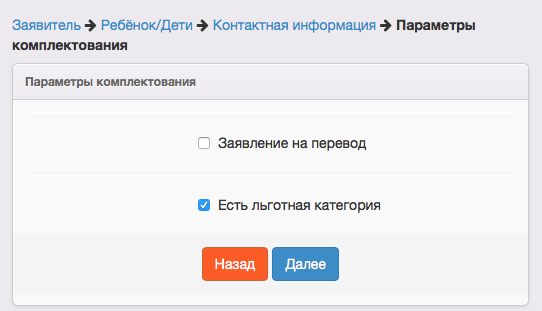 Заявитель → Ребёнок/Дети → Контактная информация → Параметры
комплектования
Параметры комплектования
Заявление на перевод
Есть льготная категория
Назад Далее